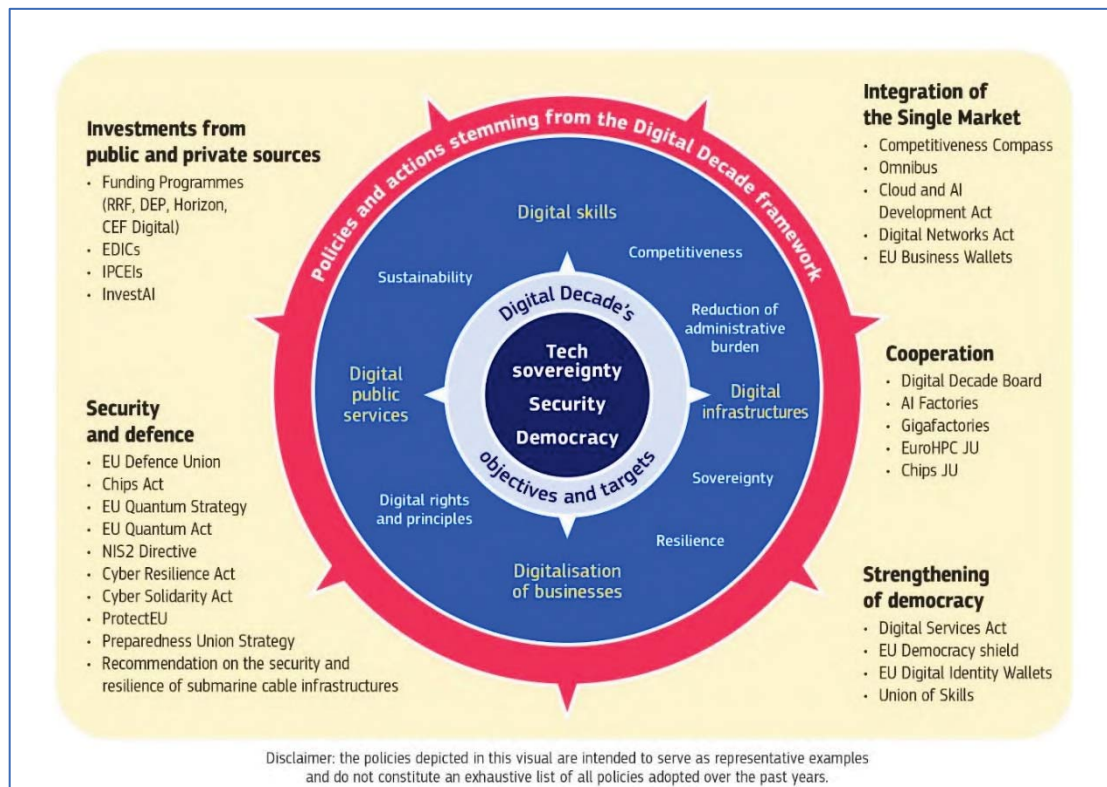 Investments from
public and private sources
• Funding Programmes
(RRF, DEP, Horizon,
CEF Digital)
• EDICs
• IPCEIs
• InvestAI
Security
and defence
• EU Defence Union
• Chips Act
• EU Quantum Strategy
• EU Quantum Act
• NIS2 Directive
• Cyber Resilience Act
• Cyber Solidarity Act
• ProtectEU
• Preparedness Union Strategy
• Recommendation on the security and
resilience of submarine cable infrastructures
Policies and actions stemming from the Digital Decade framework
Digital skills
Competitiveness
Sustainability
Reduction of
administrative
burden
Digital Decade's
Tech
sovereignty
Security
Democracy
objectives and targets
Digital
public
services
Digital
infrastructures
Sovereignty
Digital rights
and principles
Resilience
Digitalisation
of businesses
Integration of
the Single Market
• Competitiveness Compass
• Omnibus
• Cloud and AI
Development Act
• Digital Networks Act
• EU Business Wallets
Cooperation
• Digital Decade Board
• AI Factories
• Gigafactories
• EuroHPC JU
• Chips JU
Strengthening
of democracy
• Digital Services Act
• EU Democracy shield
• EU Digital Identity Wallets
• Union of Skills
Disclaimer: the policies depicted in this visual are intended to serve as representative examples
and do not constitute an exhaustive list of all policies adopted over the past years.